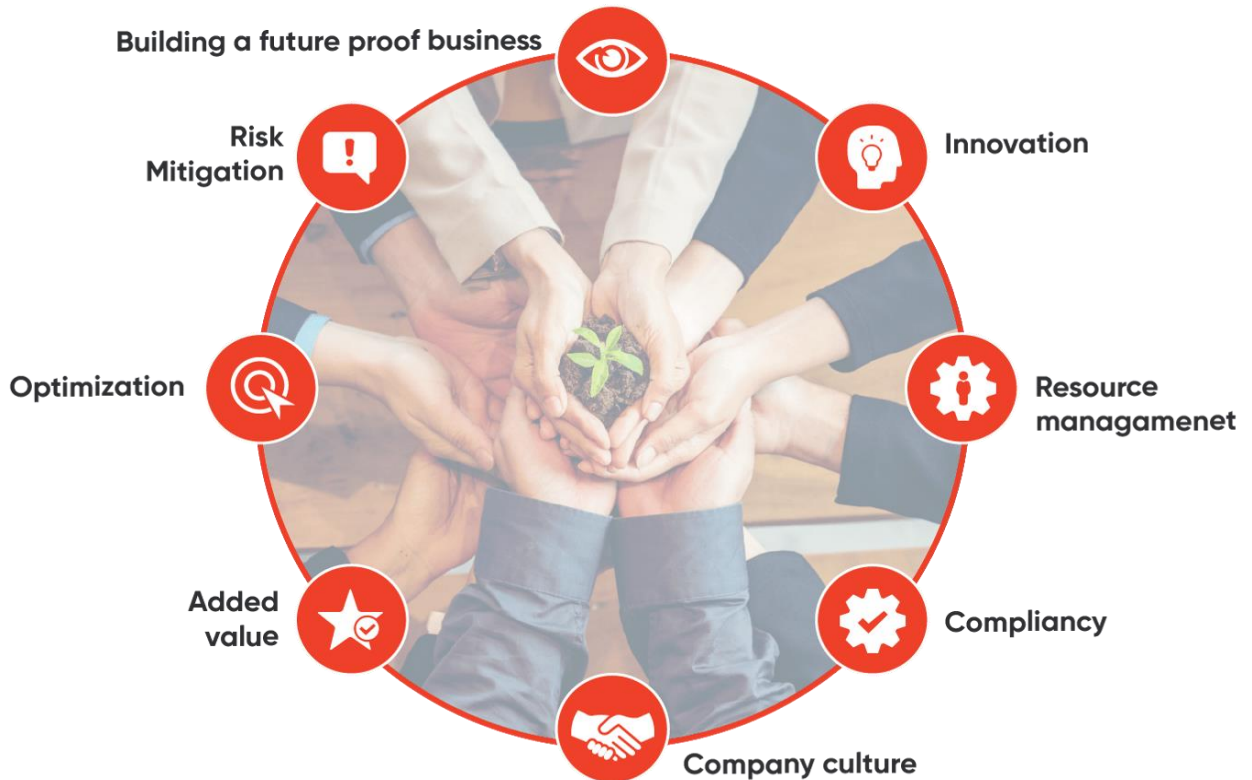 Building a future proof business
Innovation
Resource
managamenet
Compliancy
Company culture
Added
value
Optimization
Risk
Mitigation